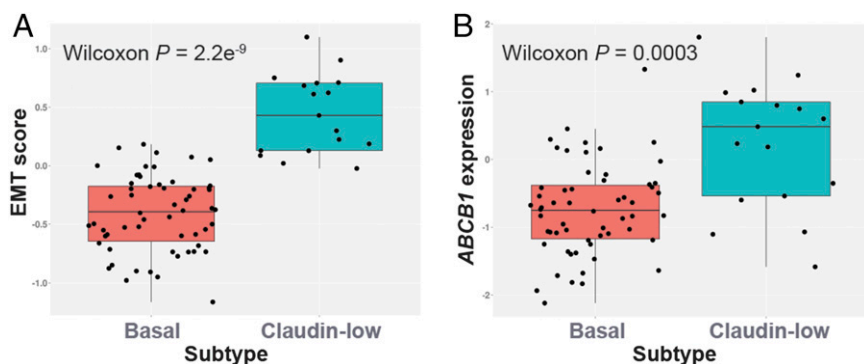 A
Wilcoxon P = 2.2e-9
EMT score
1.0
0.5
0.0
-0.5
-1.0
Basal
Claudin-low
Subtype
B
Wilcoxon P = 0.0003
ABCB1 expression
2
1
0
-1
-2
Basal
Claudin-low
Subtype